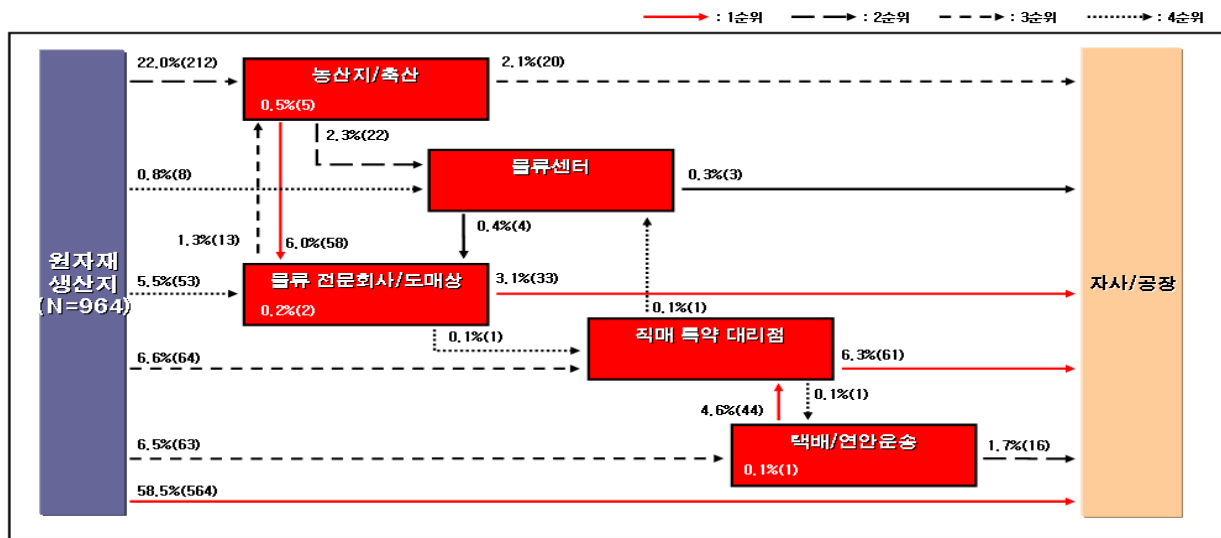 : 1순위
: 2순위
: 3순위
: 4순위
22.0%(212)
농산지/축산
0.5%(5)
2.1%(20)
2.3%(22)
0.8%(8)
물류센터
0.3%(3)
0.4%(4)
1.3%(13)
6.0%(58)
원자재
생산지
(N=964)
5.5%(53)
물류 전문회사/도매상
0.2%(2)
3.1%(33)
자사/공장
0.1%(1)
0.1%(1)
직매 특약 대리점
6.6%(64)
6.3%(61)
4.6%(44)
0.1%(1)
6.5%(63)
택배/연안운송
0.1%(1)
1.7%(16)
58.5%(564)